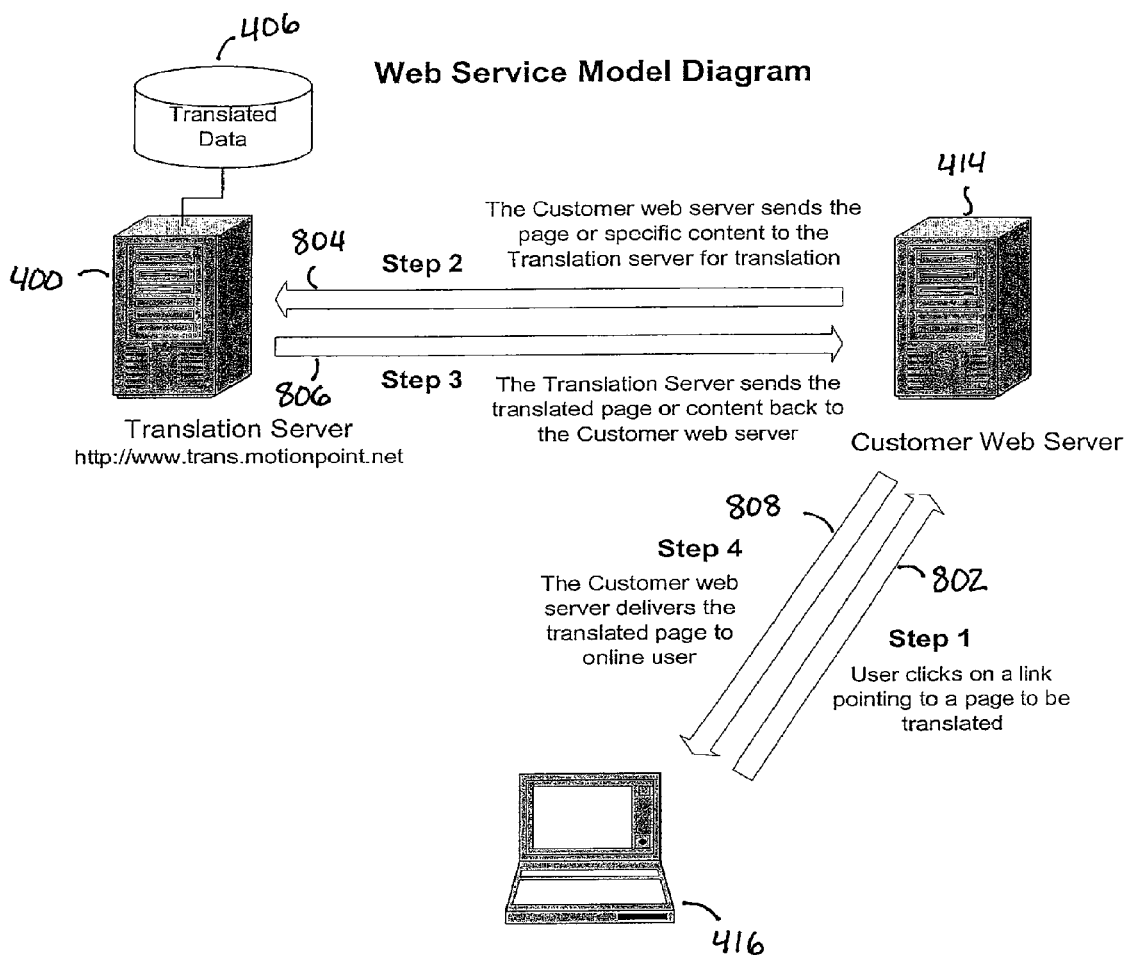 406
Web Service Model Diagram
Translated
Data
414
The Customer web server sends the
page or specific content to the
Translation server for translation
804
Step 2
400
806
Step 3
The Translation Server sends the
translated page or content back to
the Customer web server
Translation Server
http://www.trans.motionpoint.net
Customer Web Server
808
Step 4
The Customer web
server delivers the
translated page to
online user
802
Step 1
User clicks on a link
pointing to a page to be
translated
416